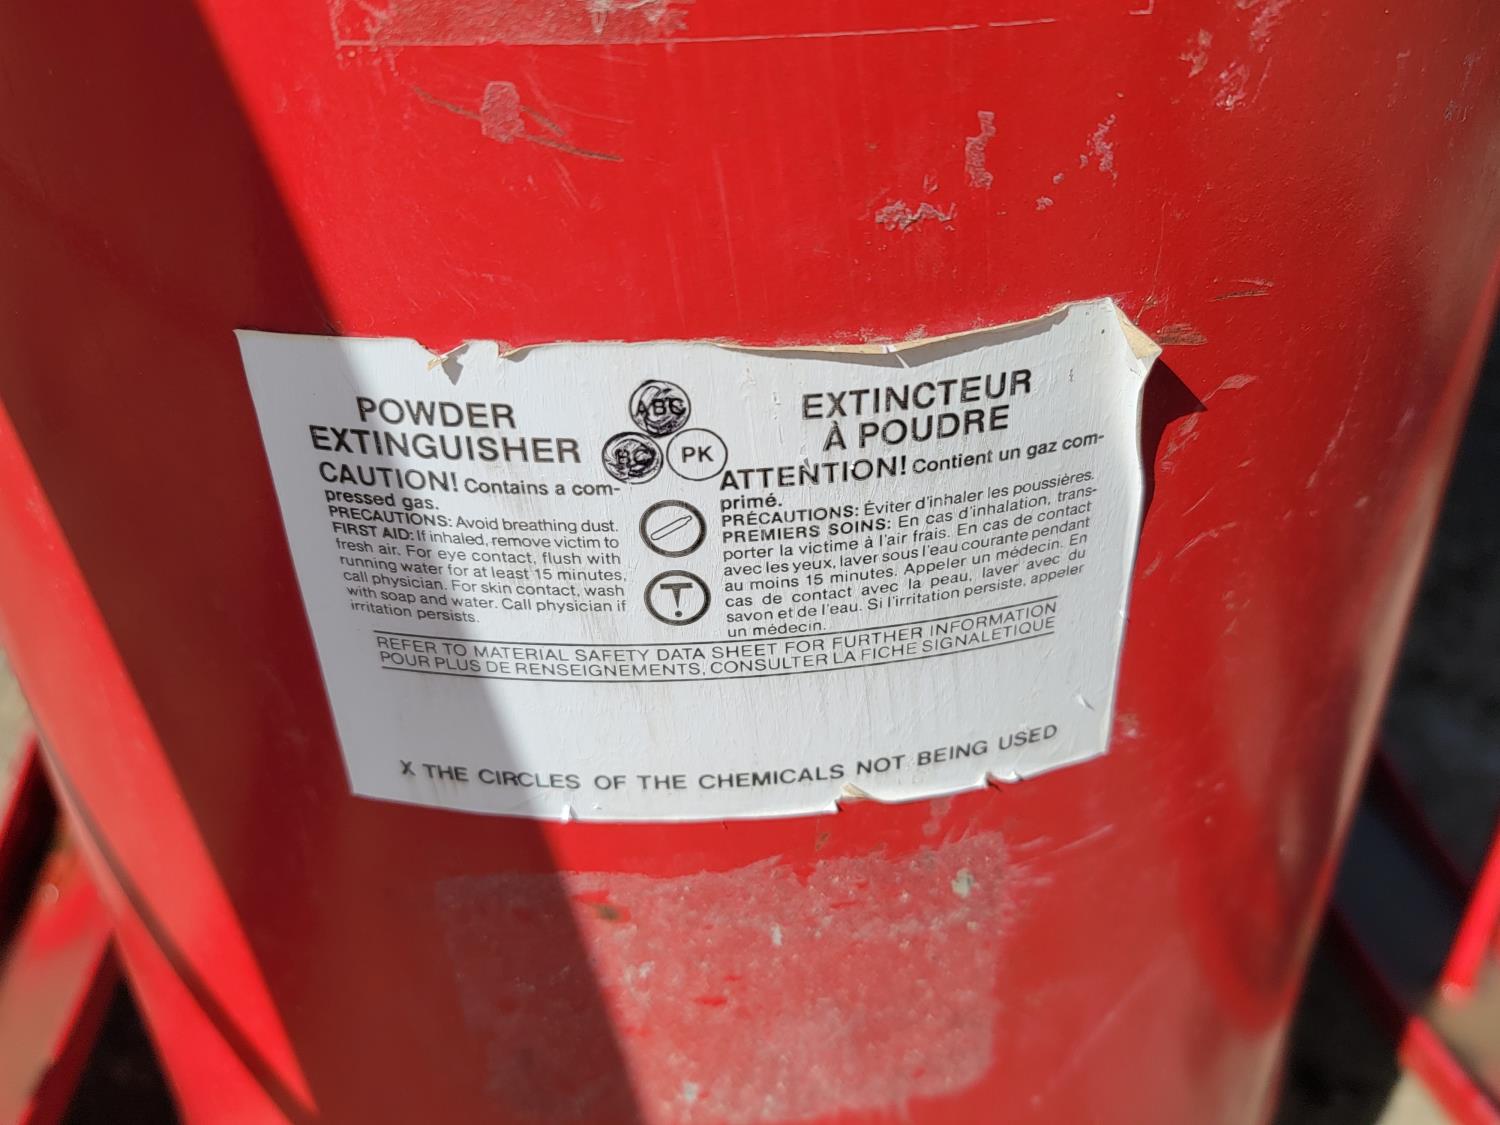 POWDER
EXTINGUISHER
CAUTION! Contains a com-
pressed gas.
PRECAUTIONS: Avoid breathing dust.
FIRST AID: If inhaled, remove victim to
fresh air. For eye contact, flush with
running water for at least 15 minutes,
call physician. For skin contact, wash
with soap and water. Call physician if
irritation persists.
ABC
BC
PK
EXTINCTEUR
À POUDRE
ATTENTION! Contient un gaz com-
primé.
PRÉCAUTIONS: Éviter d'inhaler les poussières.
PREMIERS SOINS: En cas d'inhalation, trans-
porter la victime à l'air frais. En cas de contact
avec les yeux, laver sous l'eau courante pendant
au moins 15 minutes. Appeler un médecin. En
cas de contact avec la peau, laver avec du
savon et de l'eau. Si l'irritation persiste, appeler
un médecin.
REFER TO MATERIAL SAFETY DATA SHEET FOR FURTHER INFORMATION
POUR PLUS DE RENSEIGNEMENTS, CONSULTER LA FICHE SIGNALETIQUE
X THE CIRCLES OF THE CHEMICALS NOT BEING USED